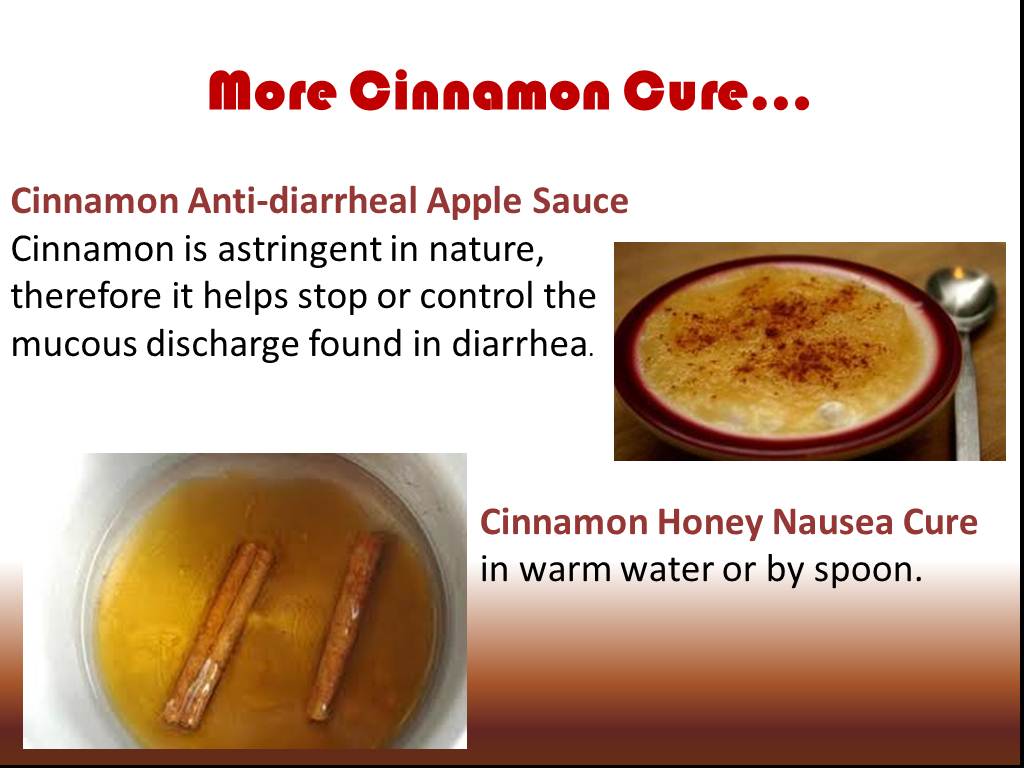 More Cinnamon Cure...
Cinnamon Anti-diarrheal Apple Sauce
Cinnamon is astringent in nature,
therefore it helps stop or control the
mucous discharge found in diarrhea.
Cinnamon Honey Nausea Cure
in warm water or by spoon.